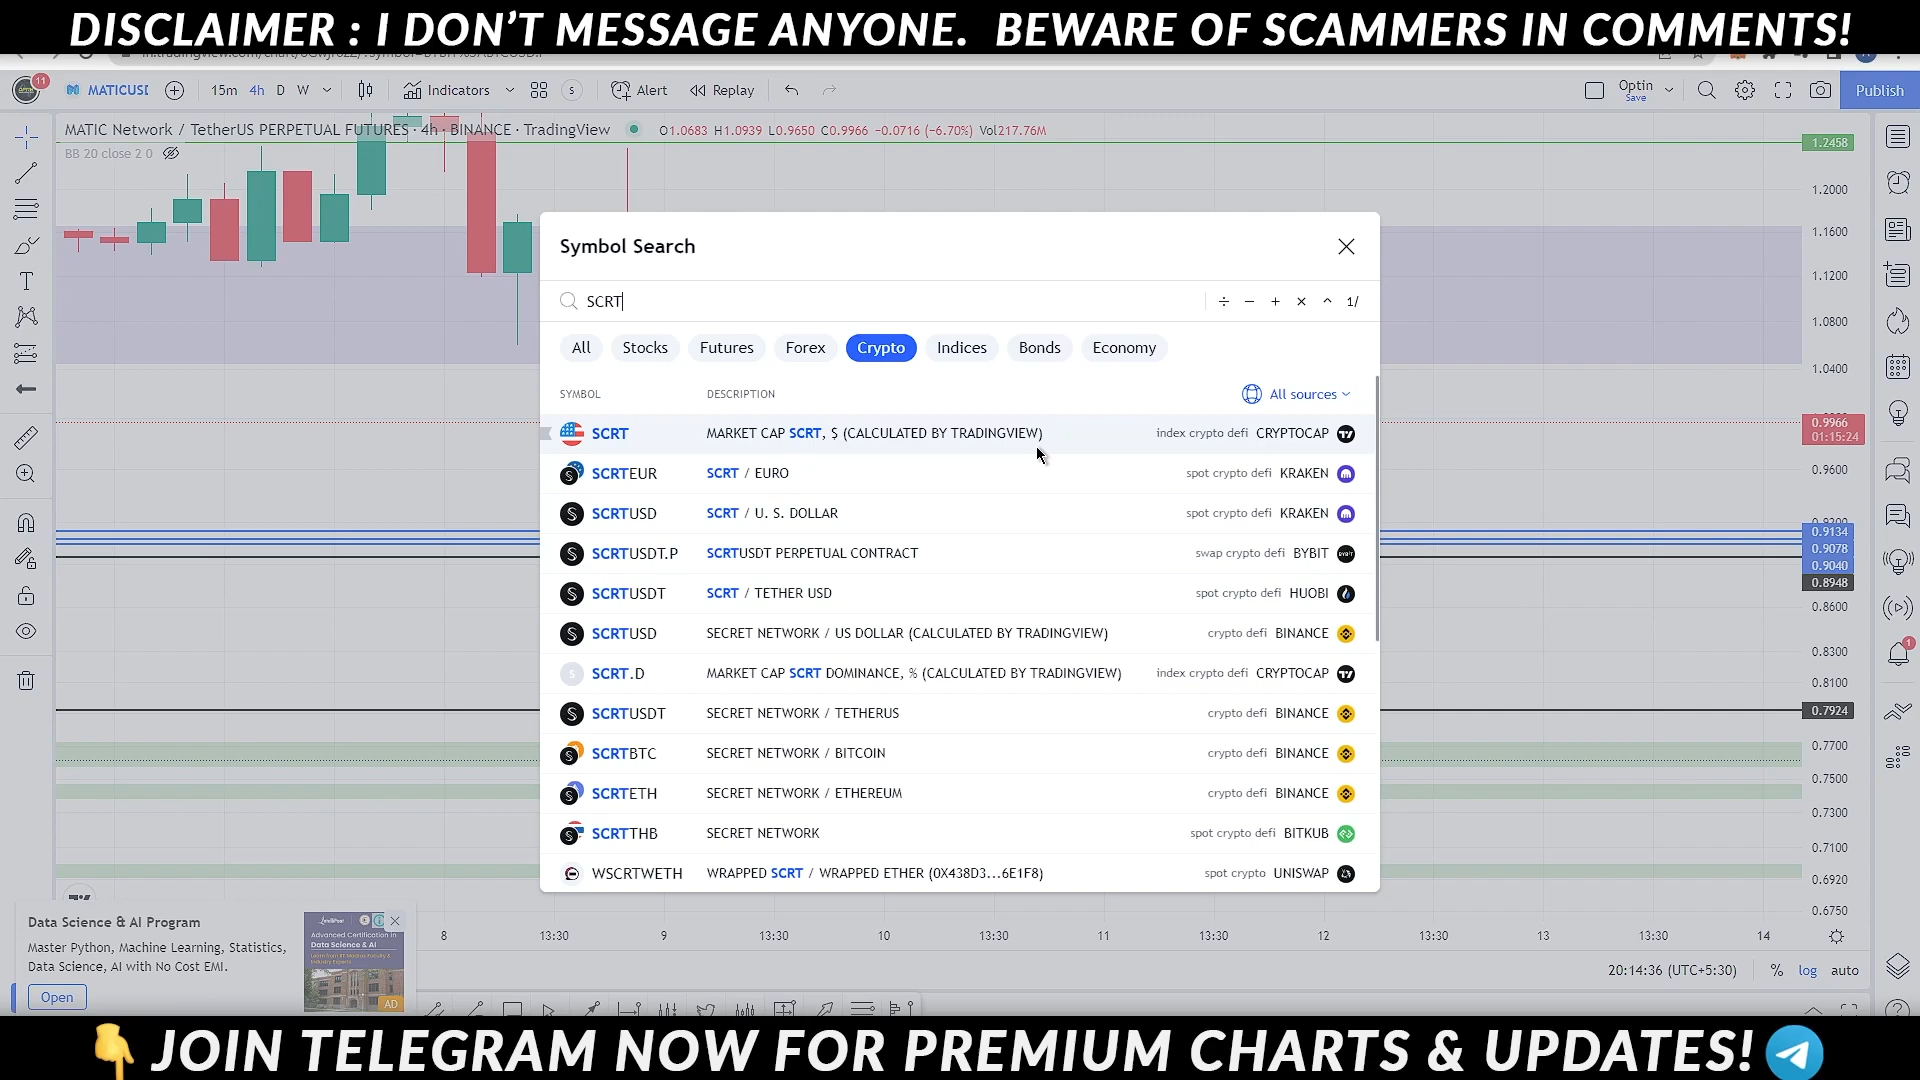 DISCLAIMER : I DON'T MESSAGE ANYONE. BEWARE OF SCAMMERS IN COMMENTS!
11 MATICUSI 15m 4h D W Indicators S Alert Replay Optin Save Publish
MATIC Network / TetherUS PERPETUAL FUTURES · 4h · BINANCE · TradingView O1.0683 H1.0939 L0.9650 C0.9966 −0.0716 (−6.70%) Vol217.76M
BB 20 close 2 0
1.2458
1.2000
1.1600
1.1200
1.0800
1.0400
0.9966
01:15:24
0.9600
0.9134
0.9078
0.9040
0.8948
0.8600
0.8300
0.8100
0.7924
0.7700
0.7500
0.7300
0.7100
0.6920
0.6750
1
Symbol Search
SCRT ÷ − + × ^ 1/
All Stocks Futures Forex Crypto Indices Bonds Economy
SYMBOL DESCRIPTION All sources
SCRT MARKET CAP SCRT, $ (CALCULATED BY TRADINGVIEW) index crypto defi CRYPTOCAP
SCRTEUR SCRT / EURO spot crypto defi KRAKEN
SCRTUSD SCRT / U. S. DOLLAR spot crypto defi KRAKEN
SCRTUSDT.P SCRTUSDT PERPETUAL CONTRACT swap crypto defi BYBIT
SCRTUSDT SCRT / TETHER USD spot crypto defi HUOBI
SCRTUSD SECRET NETWORK / US DOLLAR (CALCULATED BY TRADINGVIEW) crypto defi BINANCE
SCRT.D MARKET CAP SCRT DOMINANCE, % (CALCULATED BY TRADINGVIEW) index crypto defi CRYPTOCAP
SCRTUSDT SECRET NETWORK / TETHERUS crypto defi BINANCE
SCRTBTC SECRET NETWORK / BITCOIN crypto defi BINANCE
SCRTETH SECRET NETWORK / ETHEREUM crypto defi BINANCE
SCRTTHB SECRET NETWORK spot crypto defi BITKUB
WSCRTWETH WRAPPED SCRT / WRAPPED ETHER (0X438D3...6E1F8) spot crypto UNISWAP
Data Science & AI Program
Master Python, Machine Learning, Statistics,
Data Science, AI with No Cost EMI.
Open
Advanced Certification in
Data Science & AI
AD
8 13:30 9 13:30 10 13:30 11 13:30 12 13:30 13 13:30 14
20:14:36 (UTC+5:30) % log auto
JOIN TELEGRAM NOW FOR PREMIUM CHARTS & UPDATES!